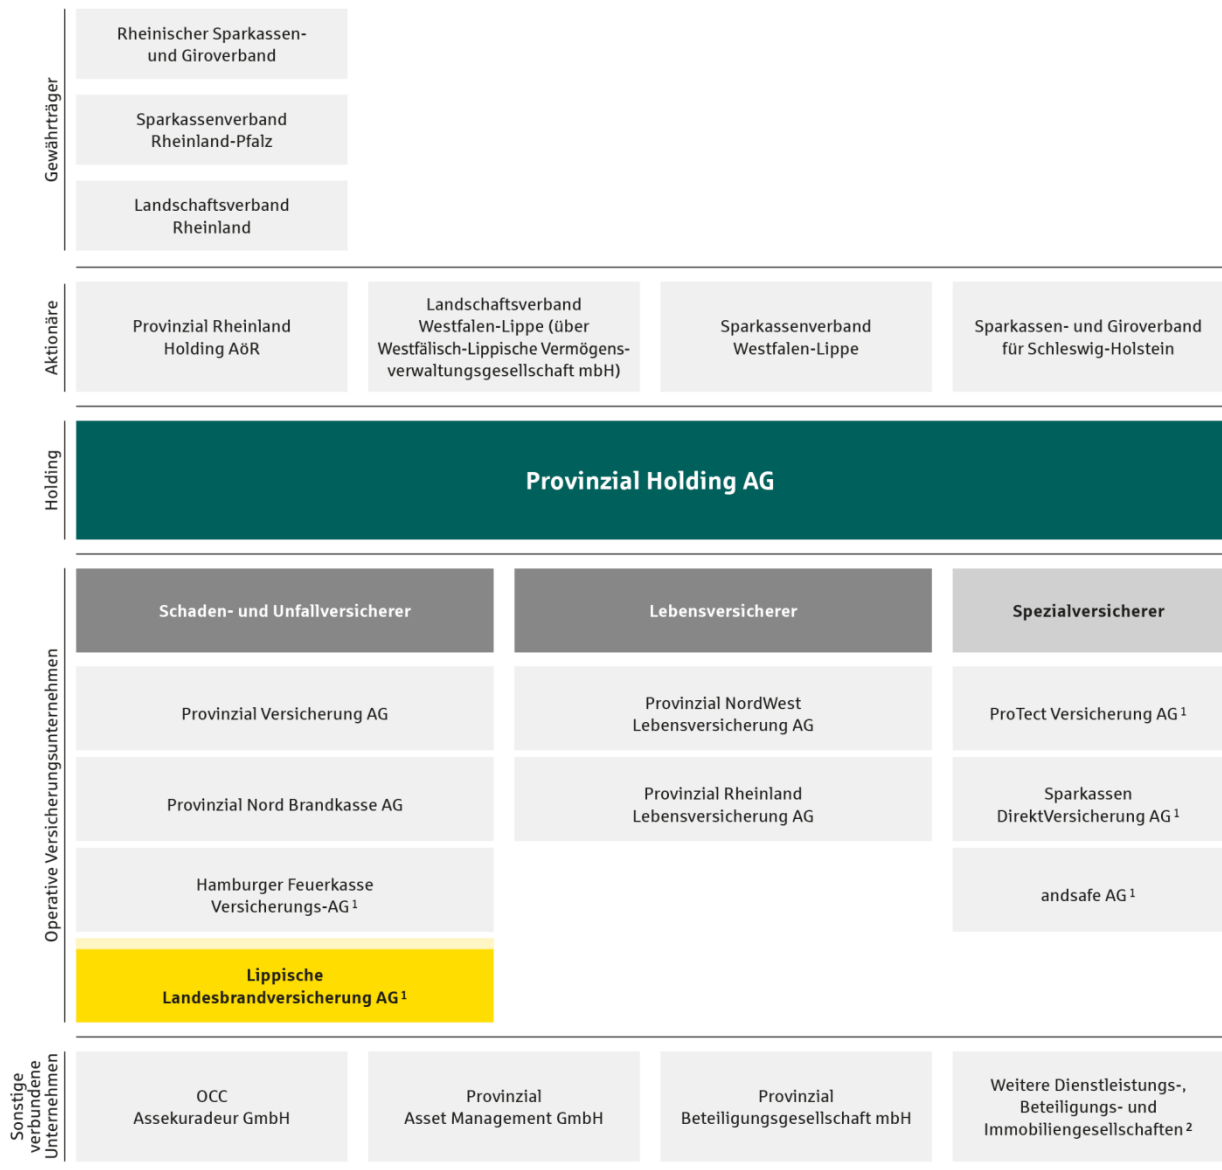 Gewährträger
Rheinischer Sparkassen-
und Giroverband
Sparkassenverband
Rheinland-Pfalz
Landschaftsverband
Rheinland
Aktionäre
Provinzial Rheinland
Holding AöR
Landschaftsverband
Westfalen-Lippe (über
Westfälisch-Lippische Vermögens-
verwaltungsgesellschaft mbH)
Sparkassenverband
Westfalen-Lippe
Sparkassen- und Giroverband
für Schleswig-Holstein
Holding
Provinzial Holding AG
Operative Versicherungsunternehmen
Schaden- und Unfallversicherer
Provinzial Versicherung AG
Provinzial Nord Brandkasse AG
Hamburger Feuerkasse
Versicherungs-AG¹
Lippische
Landesbrandversicherung AG¹
Lebensversicherer
Provinzial NordWest
Lebensversicherung AG
Provinzial Rheinland
Lebensversicherung AG
Spezialversicherer
ProTect Versicherung AG¹
Sparkassen
DirektVersicherung AG¹
andsafe AG¹
Sonstige
verbundene
Unternehmen
OCC
Assekuradeur GmbH
Provinzial
Asset Management GmbH
Provinzial
Beteiligungsgesellschaft mbH
Weitere Dienstleistungs-,
Beteiligungs- und
Immobiliengesellschaften²